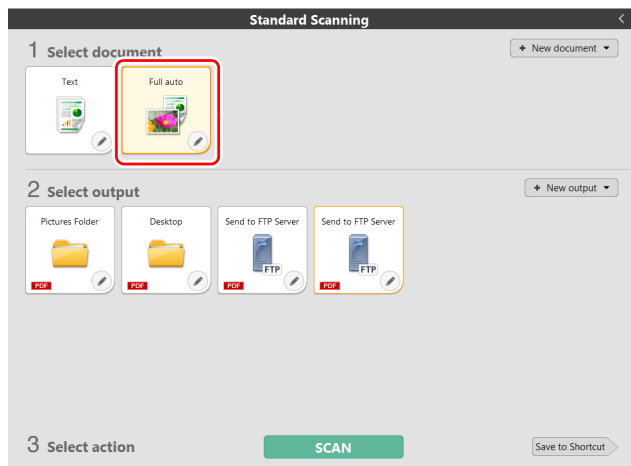 Standard Scanning
1 Select document
+ New document
Text
Full auto
2 Select output
+ New output
Pictures Folder
Desktop
Send to FTP Server
Send to FTP Server
FTP
FTP
PDF
PDF
PDF
PDF
3 Select action
SCAN
Save to Shortcut